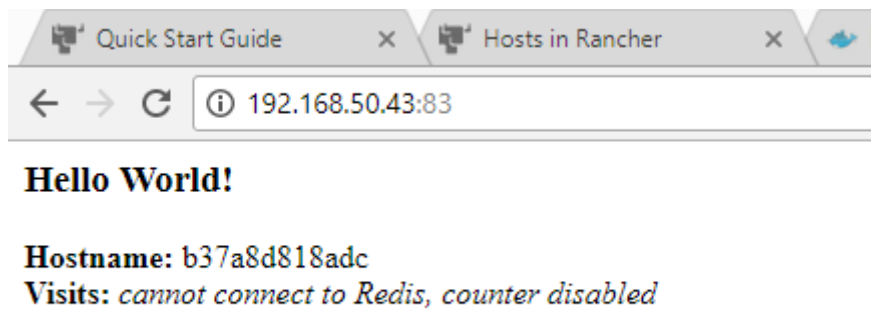 Quick Start Guide
Hosts in Rancher
192.168.50.43:83
Hello World!
Hostname: b37a8d818adc
Visits: cannot connect to Redis, counter disabled